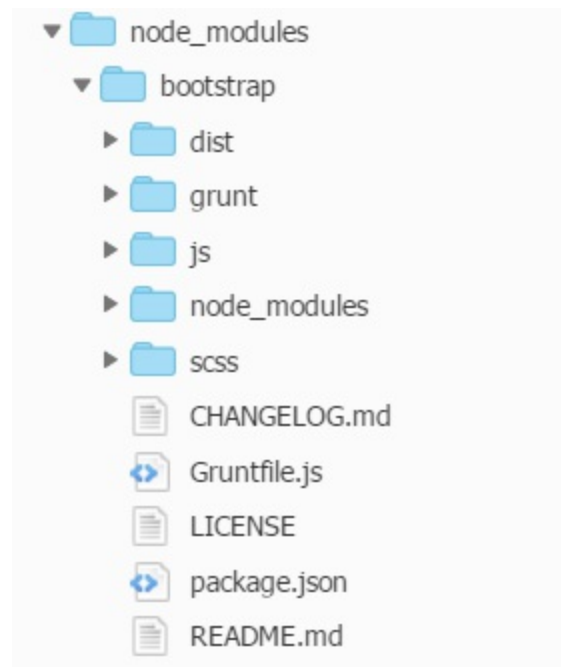 node_modules
bootstrap
dist
grunt
js
node_modules
scss
CHANGELOG.md
Gruntfile.js
LICENSE
package.json
README.md